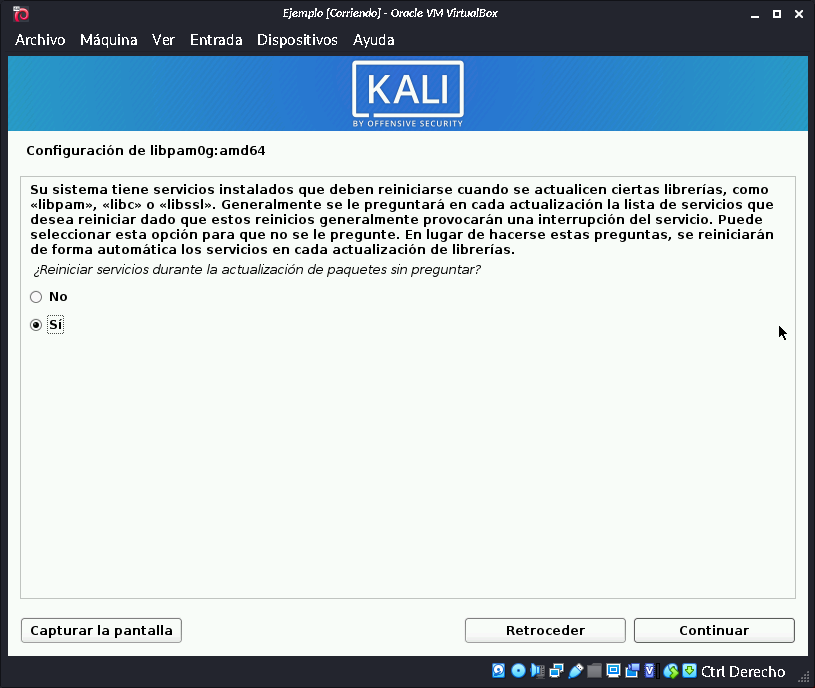 Ejemplo [Corriendo] - Oracle VM VirtualBox
Archivo Máquina Ver Entrada Dispositivos Ayuda
KALI
BY OFFENSIVE SECURITY
Configuración de libpam0g:amd64
Su sistema tiene servicios instalados que deben reiniciarse cuando se actualicen ciertas librerías, como
«libpam», «libc» o «libssl». Generalmente se le preguntará en cada actualización la lista de servicios que
desea reiniciar dado que estos reinicios generalmente provocarán una interrupción del servicio. Puede
seleccionar esta opción para que no se le pregunte. En lugar de hacerse estas preguntas, se reiniciarán
de forma automática los servicios en cada actualización de librerías.
¿Reiniciar servicios durante la actualización de paquetes sin preguntar?
No
Sí
Capturar la pantalla Retroceder Continuar
Ctrl Derecho